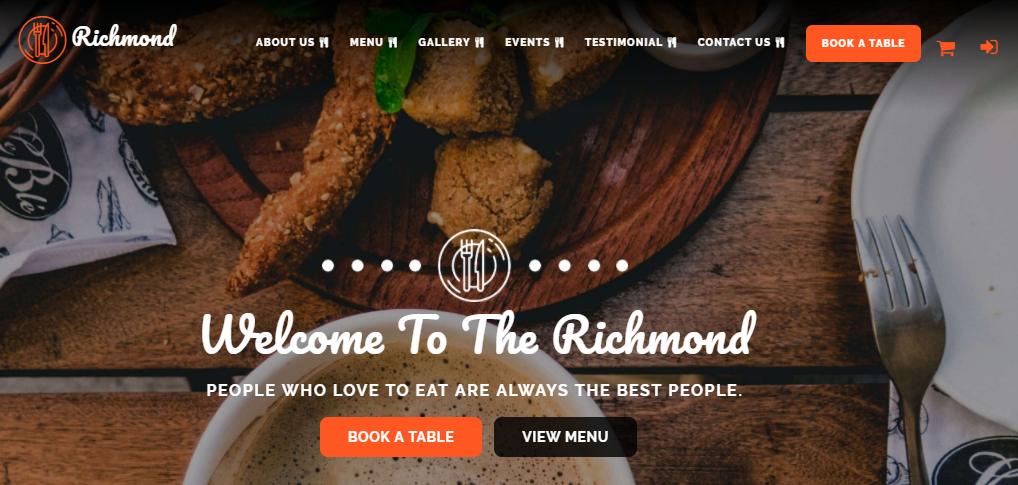 Richmond
ABOUT US MENU GALLERY EVENTS TESTIMONIAL CONTACT US BOOK A TABLE
Blé
Welcome To The Richmond
PEOPLE WHO LOVE TO EAT ARE ALWAYS THE BEST PEOPLE.
BOOK A TABLE VIEW MENU